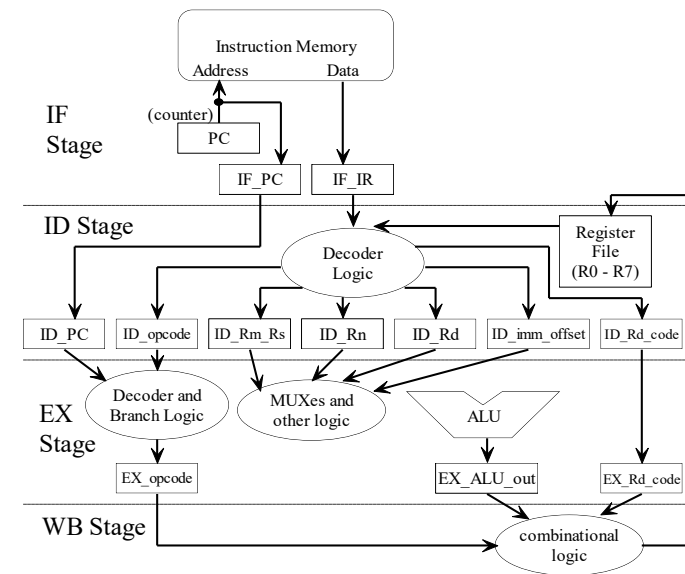 Instruction Memory
Address Data
IF
Stage
(counter)
PC
IF_PC IF_IR
ID Stage
Decoder
Logic
Register
File
(R0 - R7)
ID_PC ID_opcode ID_Rm_Rs ID_Rn ID_Rd ID_imm_offset ID_Rd_code
EX
Stage
Decoder and
Branch Logic
MUXes and
other logic
ALU
EX_opcode EX_ALU_out EX_Rd_code
WB Stage
combinational
logic